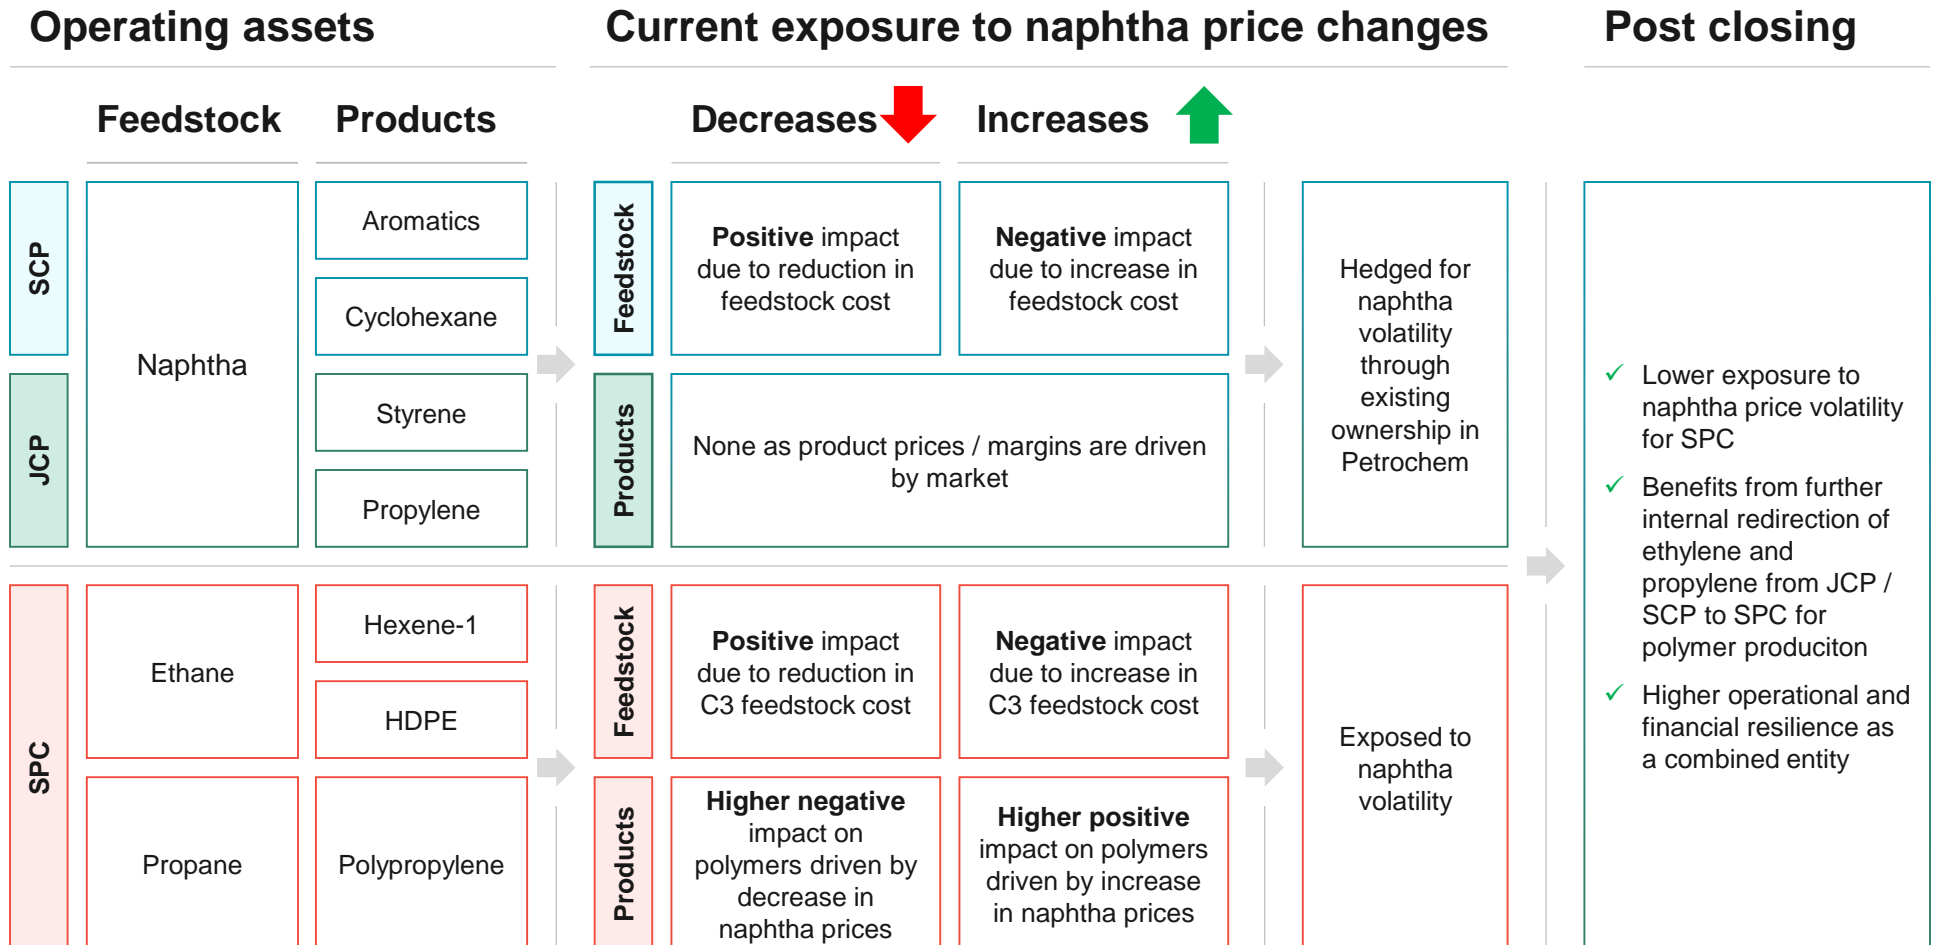 Operating assets
Current exposure to naphtha price changes
Post closing
Feedstock
Products
Decreases
Increases
SCP
JCP
Naphtha
Aromatics
Cyclohexane
Styrene
Propylene
Feedstock
Positive impact
due to reduction in
feedstock cost
Negative impact
due to increase in
feedstock cost
Products
None as product prices / margins are driven
by market
Hedged for
naphtha
volatility
through
existing
ownership in
Petrochem
SPC
Ethane
Propane
Hexene-1
HDPE
Polypropylene
Feedstock
Positive impact
due to reduction in
C3 feedstock cost
Negative impact
due to increase in
C3 feedstock cost
Products
Higher negative
impact on
polymers driven by
decrease in
naphtha prices
Higher positive
impact on polymers
driven by increase
in naphtha prices
Exposed to
naphtha
volatility
✓ Lower exposure to
naphtha price volatility
for SPC
✓ Benefits from further
internal redirection of
ethylene and
propylene from JCP /
SCP to SPC for
polymer produciton
✓ Higher operational and
financial resilience as
a combined entity